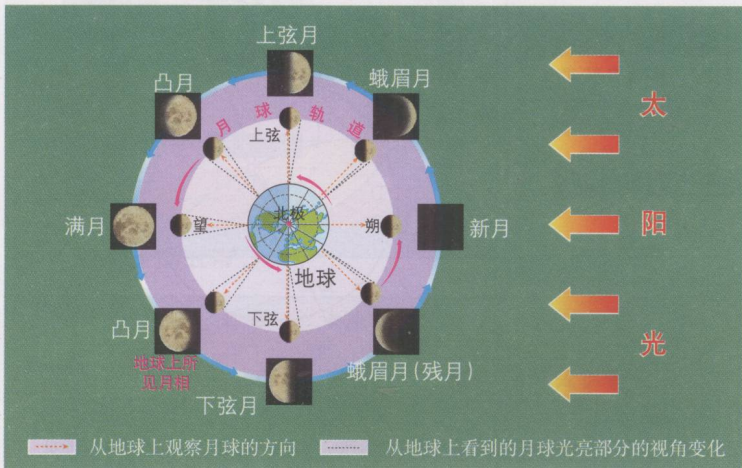 上弦月
凸月
蛾眉月
太
月球轨道
上弦
满月
望
北极
朔
新月
阳
地球
凸月
下弦
光
地球上所
见月相
蛾眉月(残月)
下弦月
从地球上观察月球的方向
从地球上看到的月球光亮部分的视角变化